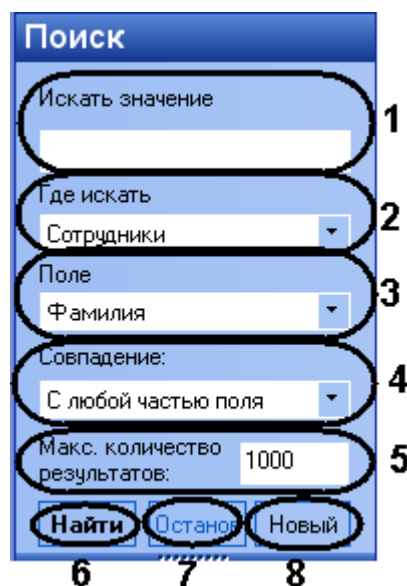 Поиск
Искать значение
1
Где искать
2
Сотрудники
Поле
3
Фамилия
Совпадение:
4
С любой частью поля
Макс. количество
результатов:
1000
5
Найти Останов Новый
6 7 8